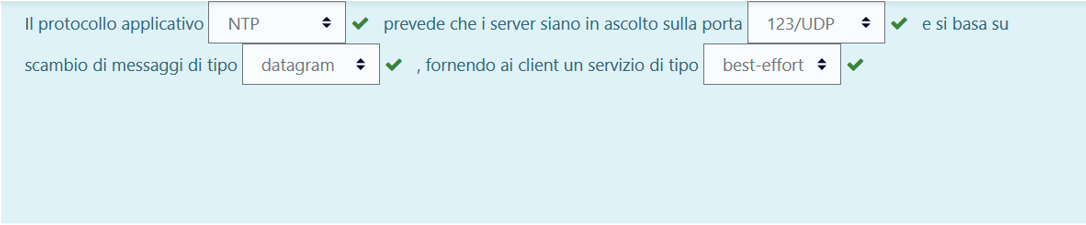 Il protocollo applicativo NTP prevede che i server siano in ascolto sulla porta 123/UDP e si basa su
scambio di messaggi di tipo datagram , fornendo ai client un servizio di tipo best-effort